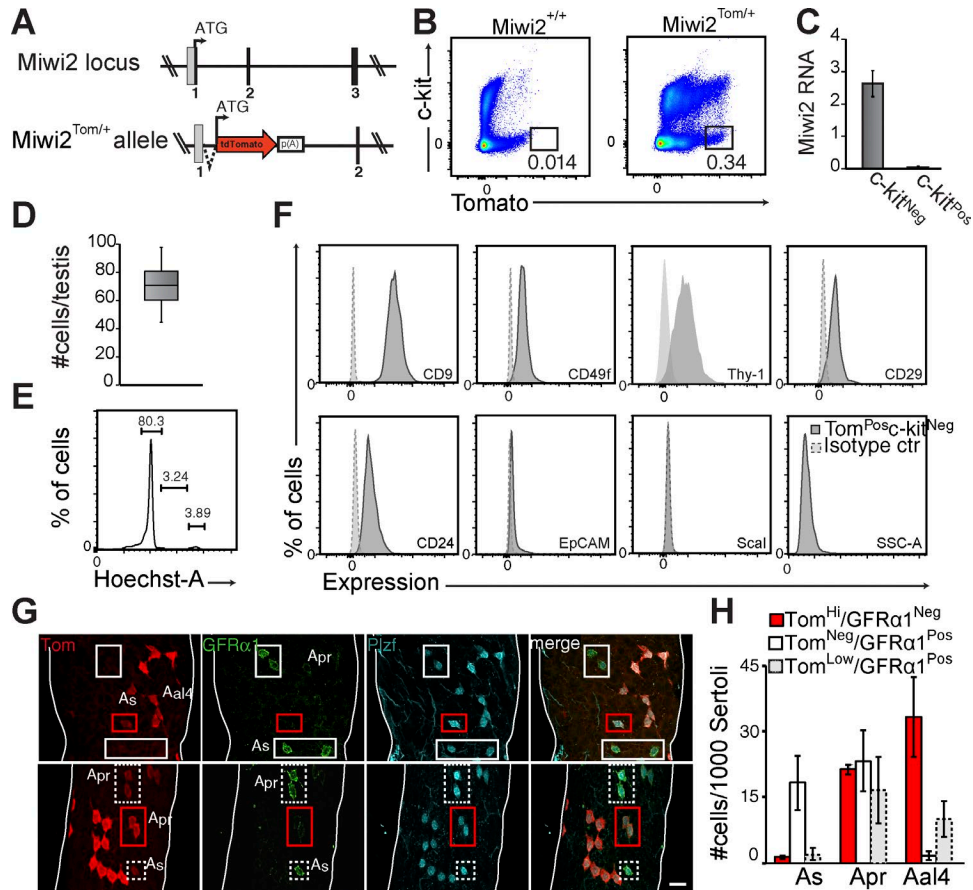 A
ATG
Miwi2 locus
1 2 3
ATG
Miwi2Tom/+ allele
tdTomato p(A)
1 2
B
Miwi2+/+ Miwi2Tom/+
c-kit
0 0
0.014 0.34
0 0
Tomato
C
Miwi2 RNA
4
3
2
1
0
c-kitNeg c-kitPos
D
#cells/testis
100
80
60
40
20
0
E
% of cells
80.3
3.24
3.89
0
0
Hoechst-A
F
CD9 CD49f Thy-1 CD29
0 0 0 0 0
TomPosc-kitNeg
Isotype ctr
CD24 EpCAM ScaI SSC-A
0 0 0 0 0
% of cells
Expression
G
Tom GFRα1 Plzf merge
Apr
As Aal4
As
Apr Apr
As As
H
TomHi/GFRα1Neg
TomNeg/GFRα1Pos
TomLow/GFRα1Pos
#cells/1000 Sertoli
45
30
15
0
As Apr Aal4